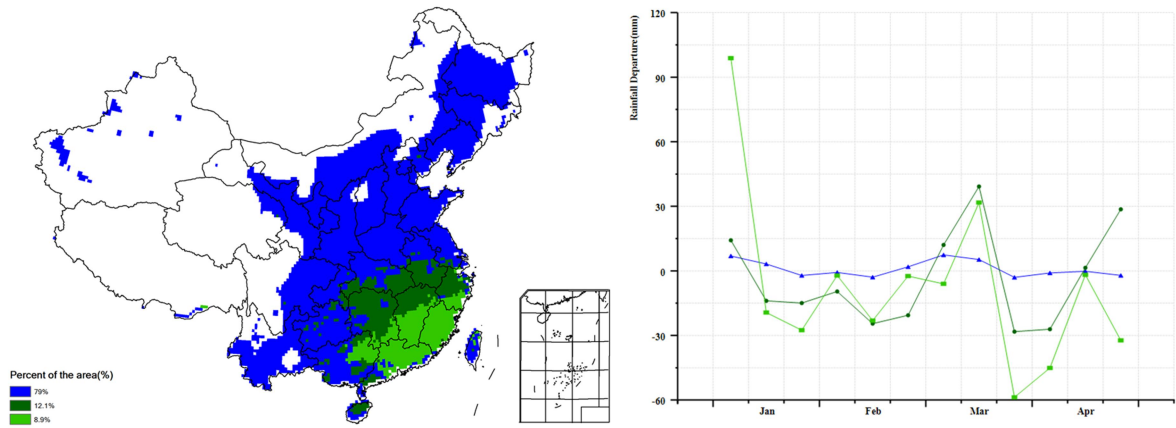 Percent of the area(%)
79%
12.1%
8.9%
Rainfall Departure(mm)
120
90
60
30
0
-30
-60
Jan
Feb
Mar
Apr